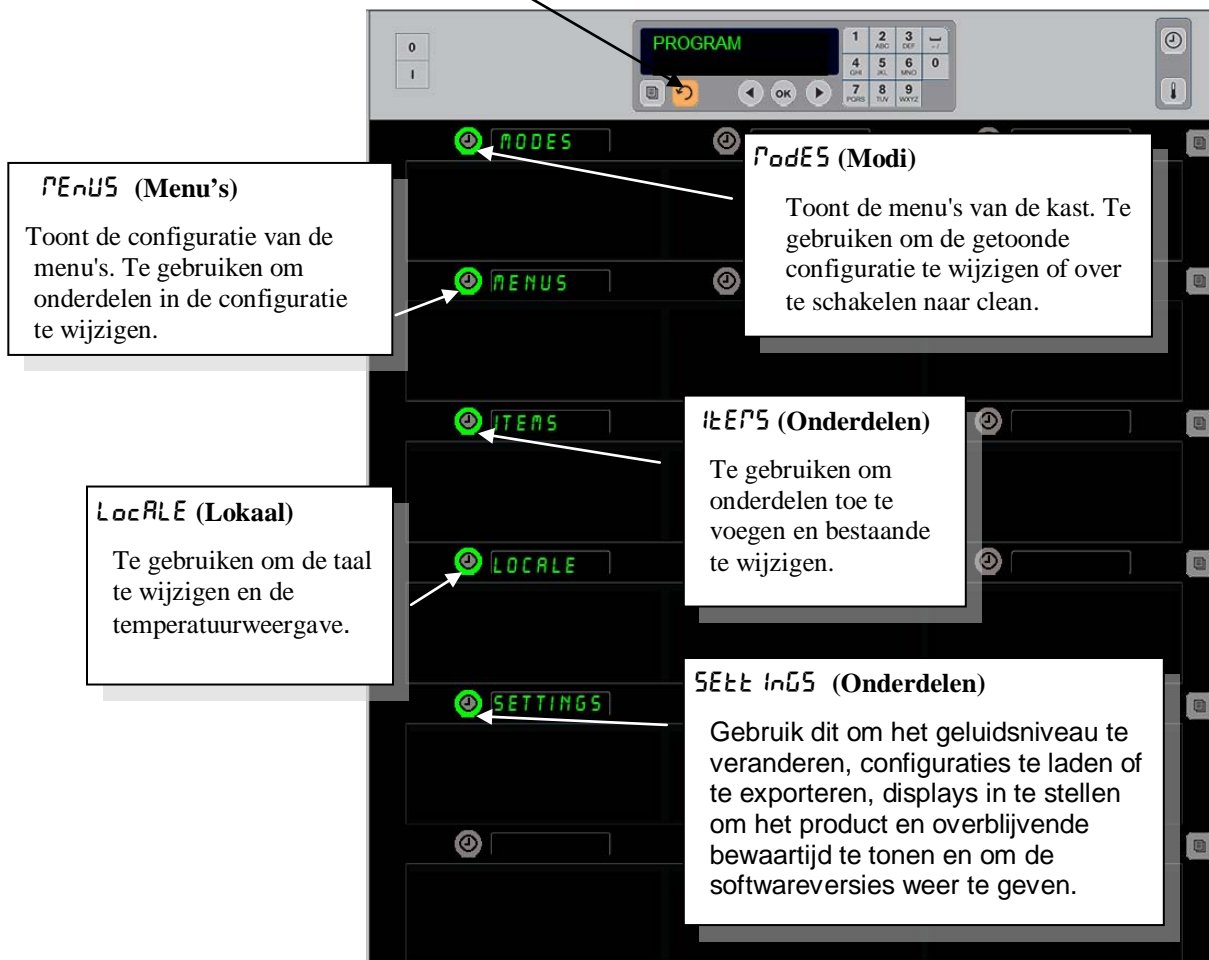 0
I
PROGRAM
1 2 ABC 3 DEF - /
4 GHI 5 JKL 6 MNO 0
7 PQRS 8 TUV 9 WXYZ
OK
MODES
ModES (Modi)
Toont de menu's van de kast. Te
gebruiken om de getoonde
configuratie te wijzigen of over
te schakelen naar clean.
MEnUS (Menu’s)
Toont de configuratie van de
menu's. Te gebruiken om
onderdelen in de configuratie
te wijzigen.
MENUS
ITEMS
ItEMS (Onderdelen)
Te gebruiken om
onderdelen toe te
voegen en bestaande
te wijzigen.
LocALE (Lokaal)
Te gebruiken om de taal
te wijzigen en de
temperatuurweergave.
LOCALE
SETTINGS
SEttInGS (Onderdelen)
Gebruik dit om het geluidsniveau te
veranderen, configuraties te laden of
te exporteren, displays in te stellen
om het product en overblijvende
bewaartijd te tonen en om de
softwareversies weer te geven.